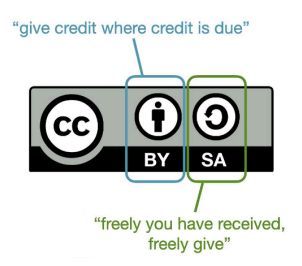 “give credit where credit is due”
CC
BY SA
“freely you have received,
freely give”